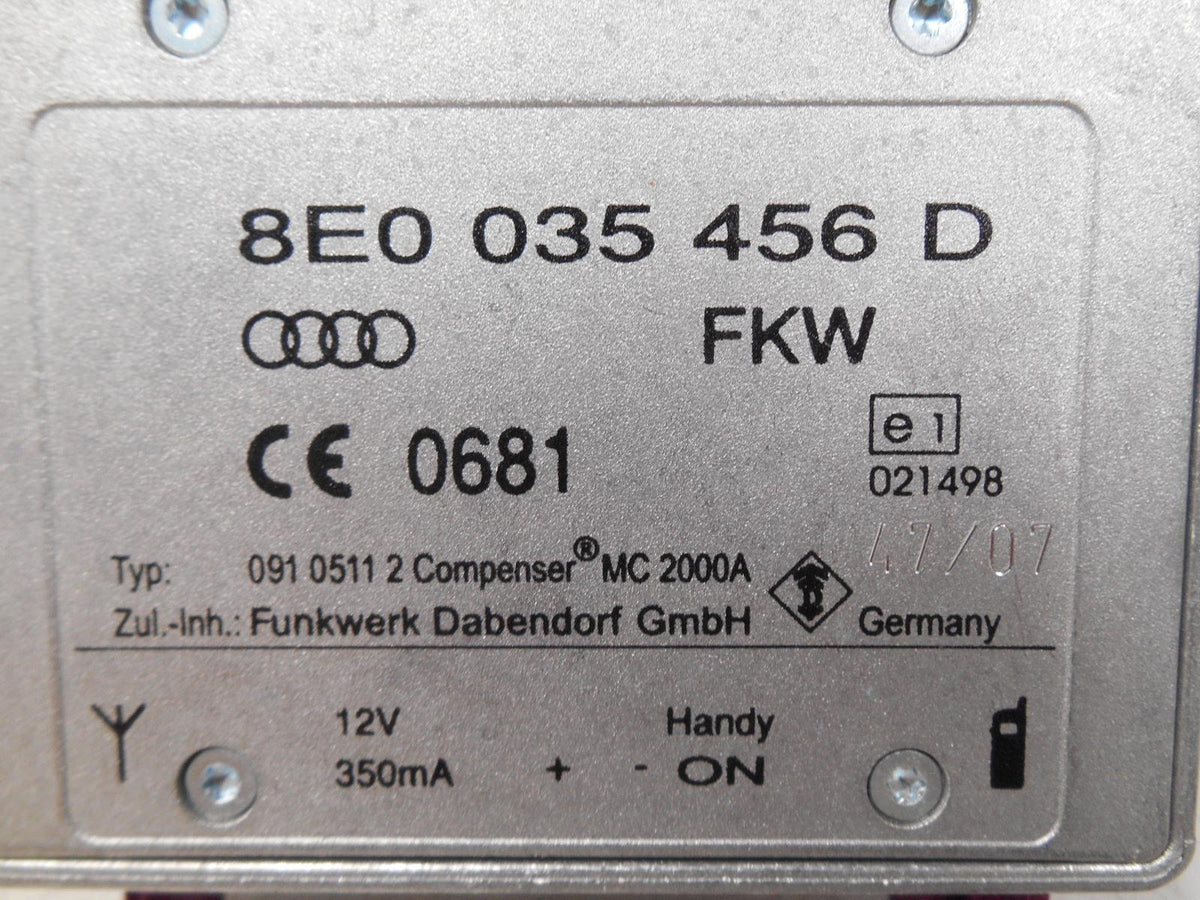 8E0 035 456 D
FKW
CE 0681
e 1
021498
47/07
Typ: 091 0511 2 Compenser® MC 2000A
Zul.-Inh.: Funkwerk Dabendorf GmbH D Germany
12V Handy
350mA + - ON